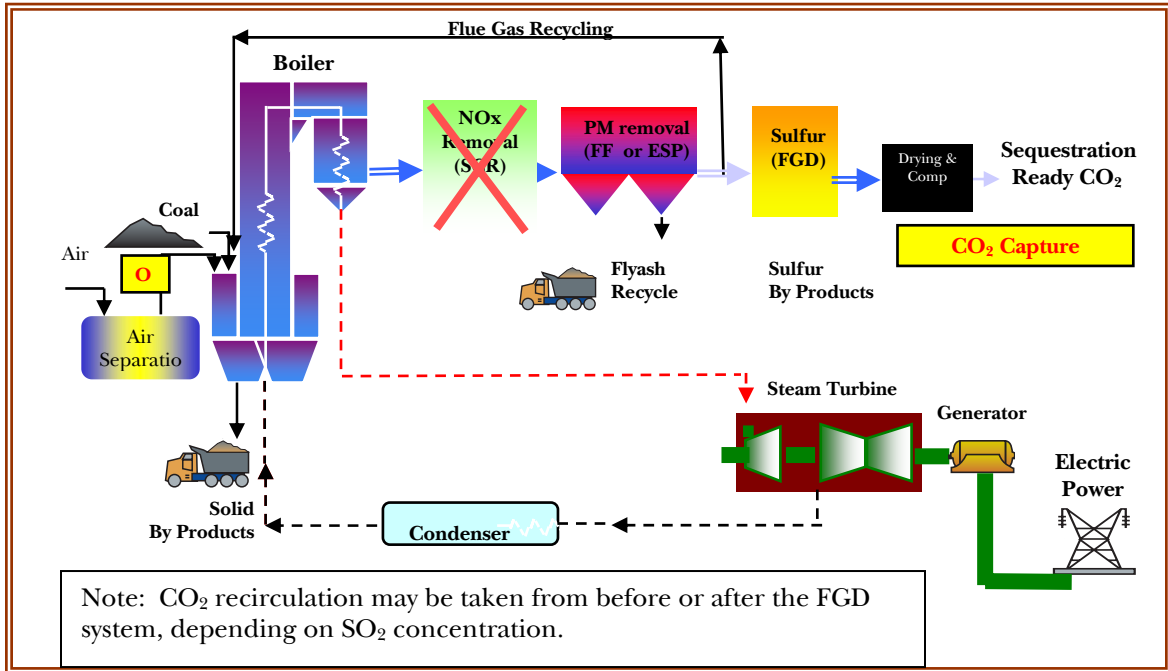 Flue Gas Recycling
Boiler
NOx
Removal
(SCR)
PM removal
(FF or ESP)
Sulfur
(FGD)
Drying &
Comp
Sequestration
Ready CO₂
CO₂ Capture
Coal
Air
O
Air
Separatio
Flyash
Recycle
Sulfur
By Products
Steam Turbine
Generator
Electric
Power
Solid
By Products
Condenser
Note: CO₂ recirculation may be taken from before or after the FGD
system, depending on SO₂ concentration.